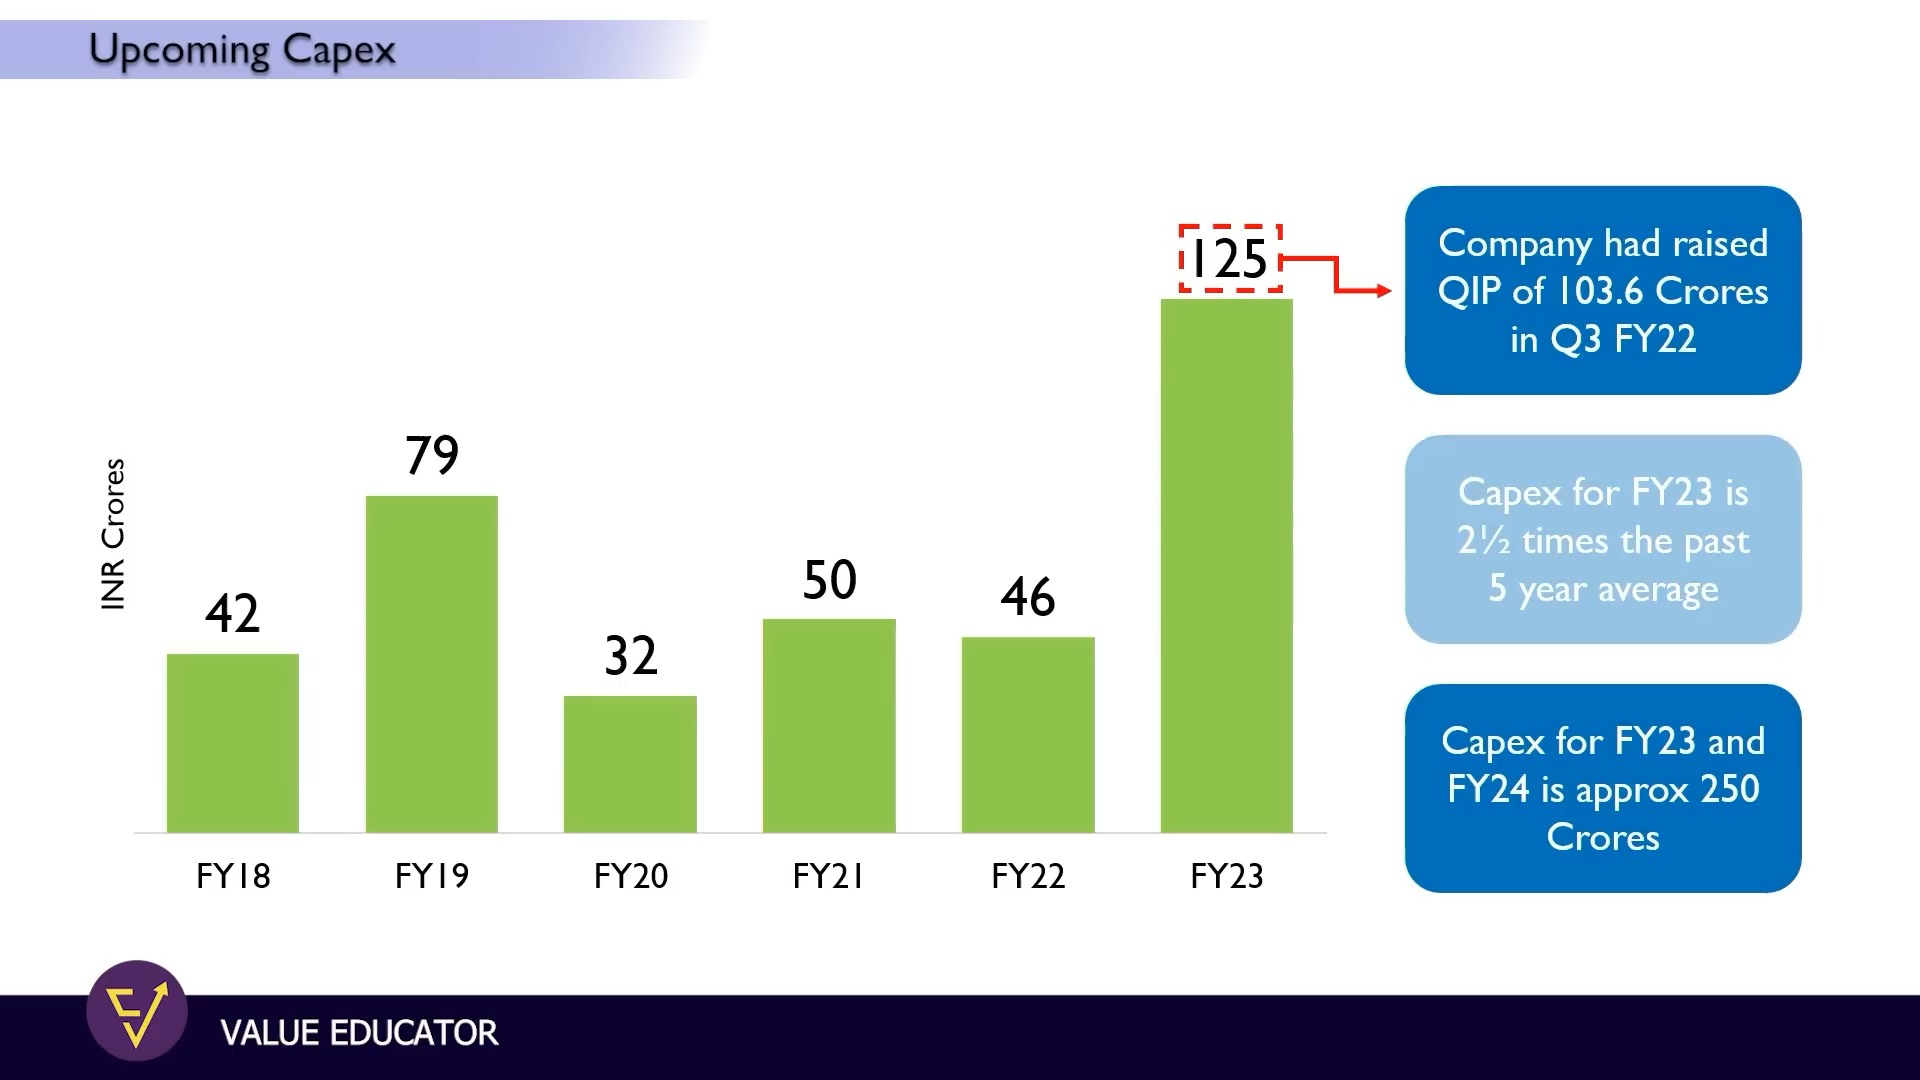 Upcoming Capex
INR Crores
42
79
32
50
46
125
FY18
FY19
FY20
FY21
FY22
FY23
Company had raised
QIP of 103.6 Crores
in Q3 FY22
Capex for FY23 is
2½ times the past
5 year average
Capex for FY23 and
FY24 is approx 250
Crores
VALUE EDUCATOR